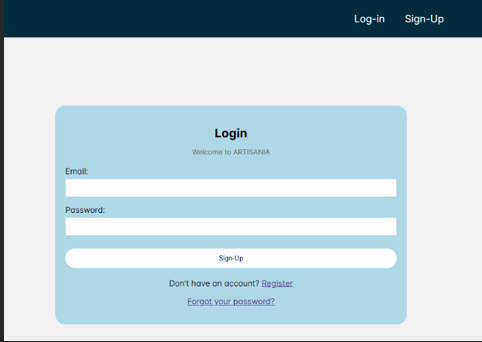 Log-in Sign-Up
Login
Welcome to ARTISANIA
Email:
Password:
Sign-Up
Don't have an account? Register
Forgot your password?